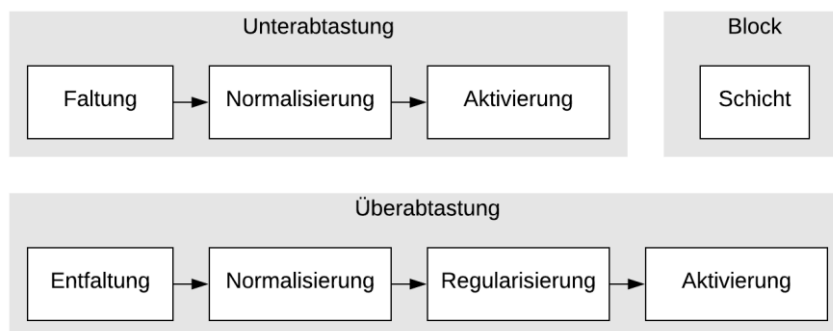 Unterabtastung
Block
Faltung
Normalisierung
Aktivierung
Schicht
Überabtastung
Entfaltung
Normalisierung
Regularisierung
Aktivierung